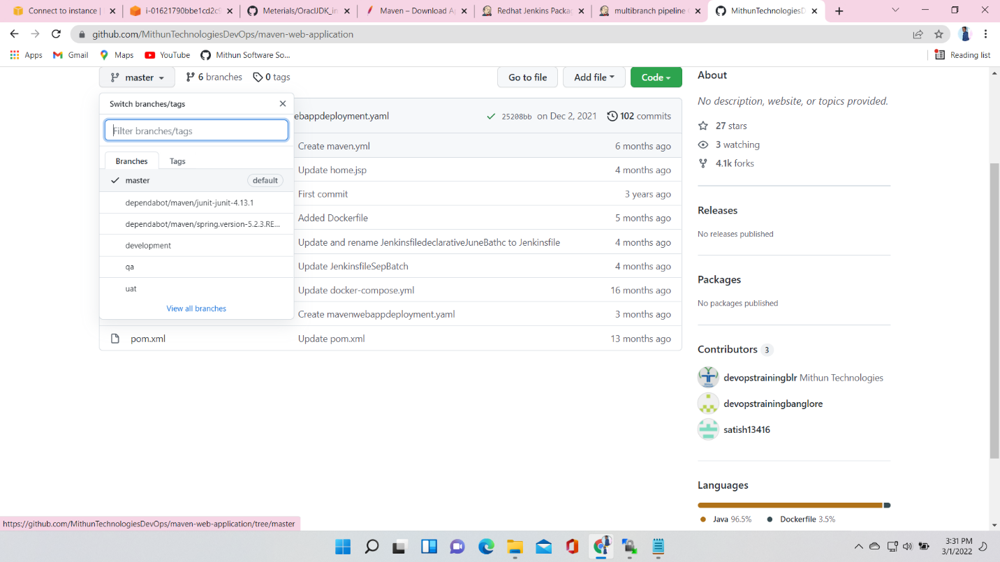 Connect to instance |
i-01621790bbe1cd2c9
Meterials/OraclJDK_in
Maven – Download Ap
Redhat Jenkins Packag
multibranch pipeline
MithunTechnologiesD
github.com/MithunTechnologiesDevOps/maven-web-application
Apps
Gmail
Maps
YouTube
Mithun Software So...
Reading list
master
6 branches
0 tags
Go to file
Add file
Code
Switch branches/tags
Filter branches/tags
Branches
Tags
master
default
dependabot/maven/junit-junit-4.13.1
dependabot/maven/spring.version-5.2.3.RE...
development
qa
uat
View all branches
ebappdeployment.yaml
25208bb on Dec 2, 2021
102 commits
Create maven.yml
6 months ago
Update home.jsp
4 months ago
First commit
3 years ago
Added Dockerfile
5 months ago
Update and rename JenkinsfiledeclarativeJuneBathc to Jenkinsfile
4 months ago
Update JenkinsfileSepBatch
4 months ago
Update docker-compose.yml
16 months ago
Create mavenwebappdeployment.yaml
3 months ago
pom.xml
Update pom.xml
13 months ago
About
No description, website, or topics provided.
27 stars
3 watching
4.1k forks
Releases
No releases published
Packages
No packages published
Contributors 3
devopstrainingblr Mithun Technologies
devopstrainingbanglore
satish13416
Languages
Java 96.5%
Dockerfile 3.5%
https://github.com/MithunTechnologiesDevOps/maven-web-application/tree/master
3:31 PM
3/1/2022